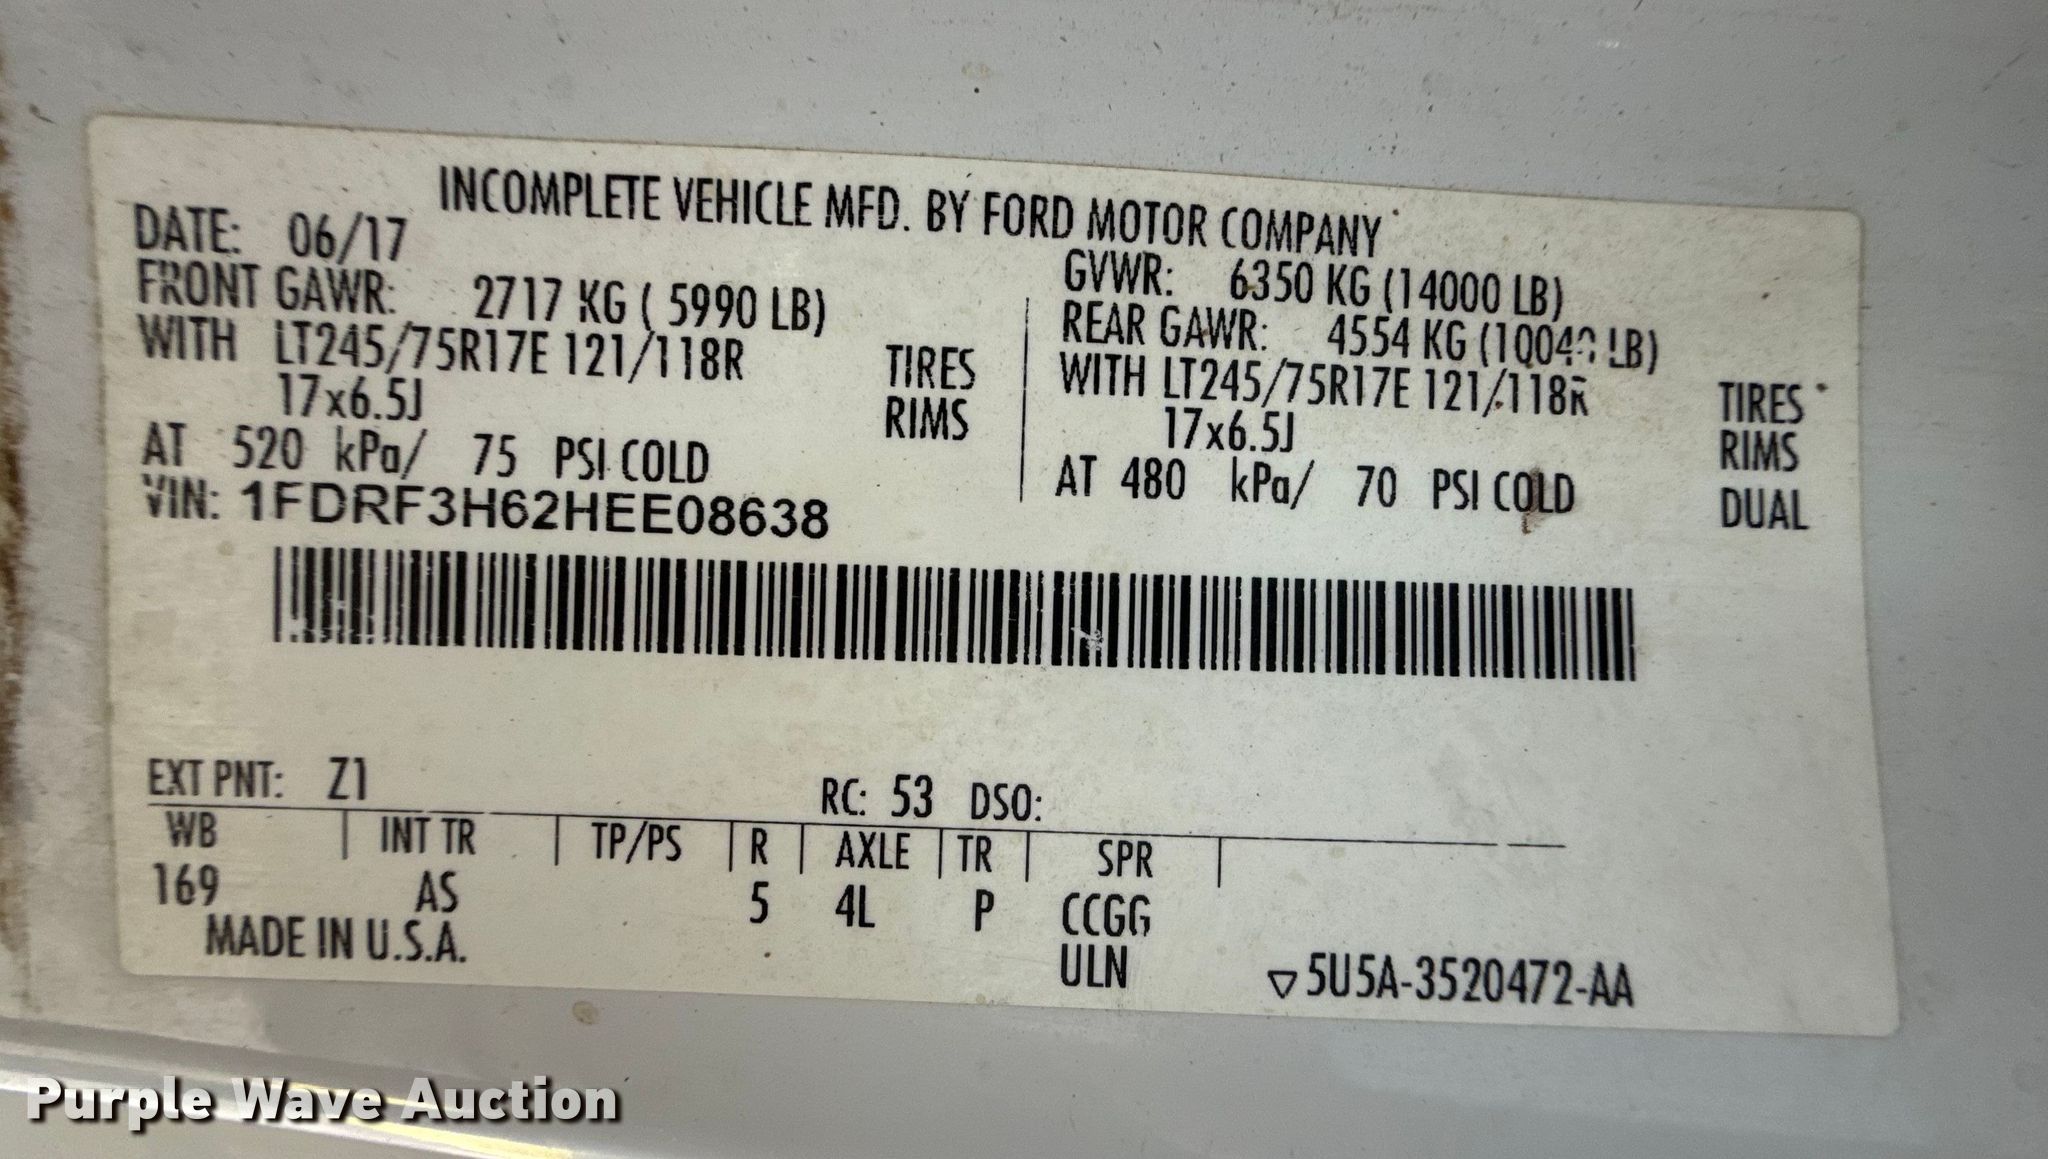 INCOMPLETE VEHICLE MFD. BY FORD MOTOR COMPANY
DATE: 06/17
GVWR: 6350 KG (14000 LB)
FRONT GAWR: 2717 KG ( 5990 LB)
REAR GAWR: 4554 KG (10040 LB)
WITH LT245/75R17E 121/118R TIRES
17x6.5J RIMS
AT 520 kPa/ 75 PSI COLD
WITH LT245/75R17E 121/118R TIRES
17x6.5J RIMS
AT 480 kPa/ 70 PSI COLD DUAL
VIN: 1FDRF3H62HEE08638
EXT PNT: Z1 RC: 53 DSO:
WB INT TR TP/PS R AXLE TR SPR
169 AS 5 4L P CCGG
MADE IN U.S.A. ULN
▽5U5A-3520472-AA
Purple Wave Auction